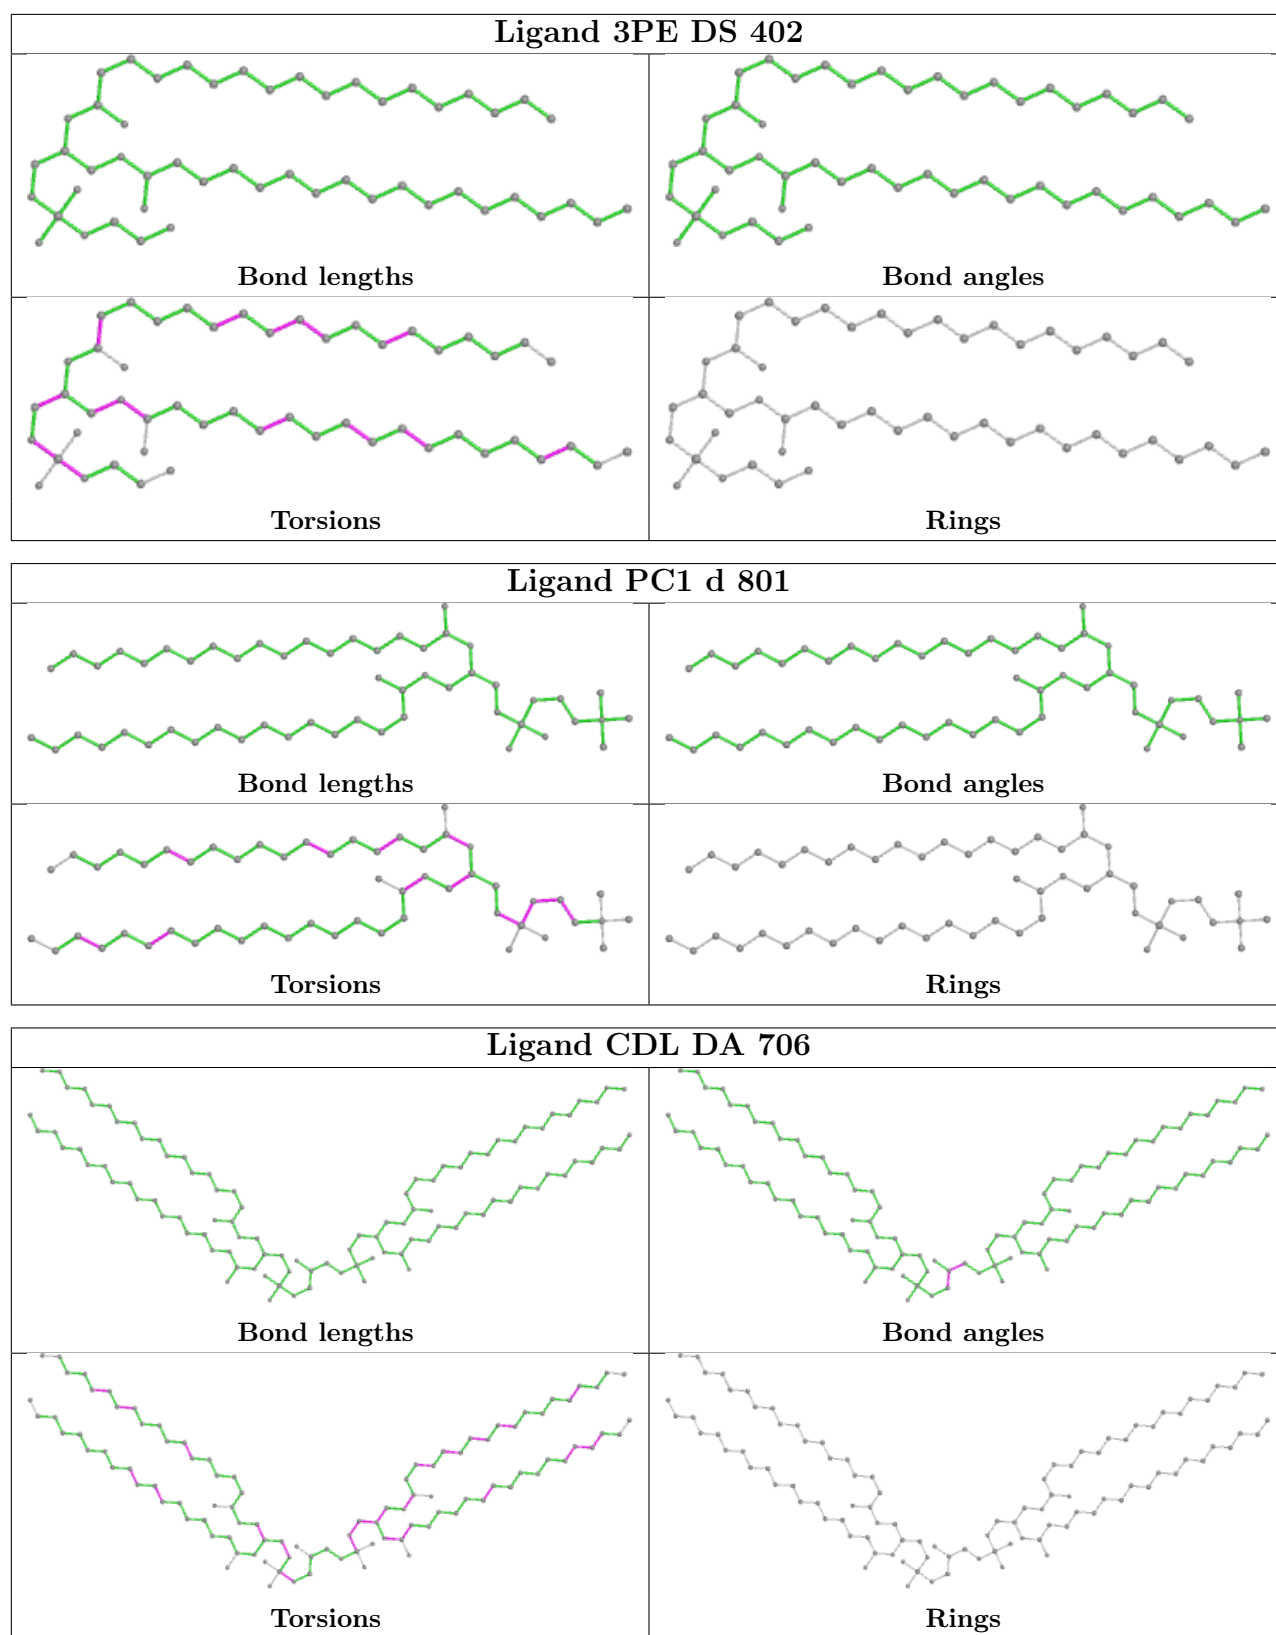 Ligand 3PE DS 402
Bond lengths
Bond angles
Torsions
Rings
Ligand PC1 d 801
Bond lengths
Bond angles
Torsions
Rings
Ligand CDL DA 706
Bond lengths
Bond angles
Torsions
Rings